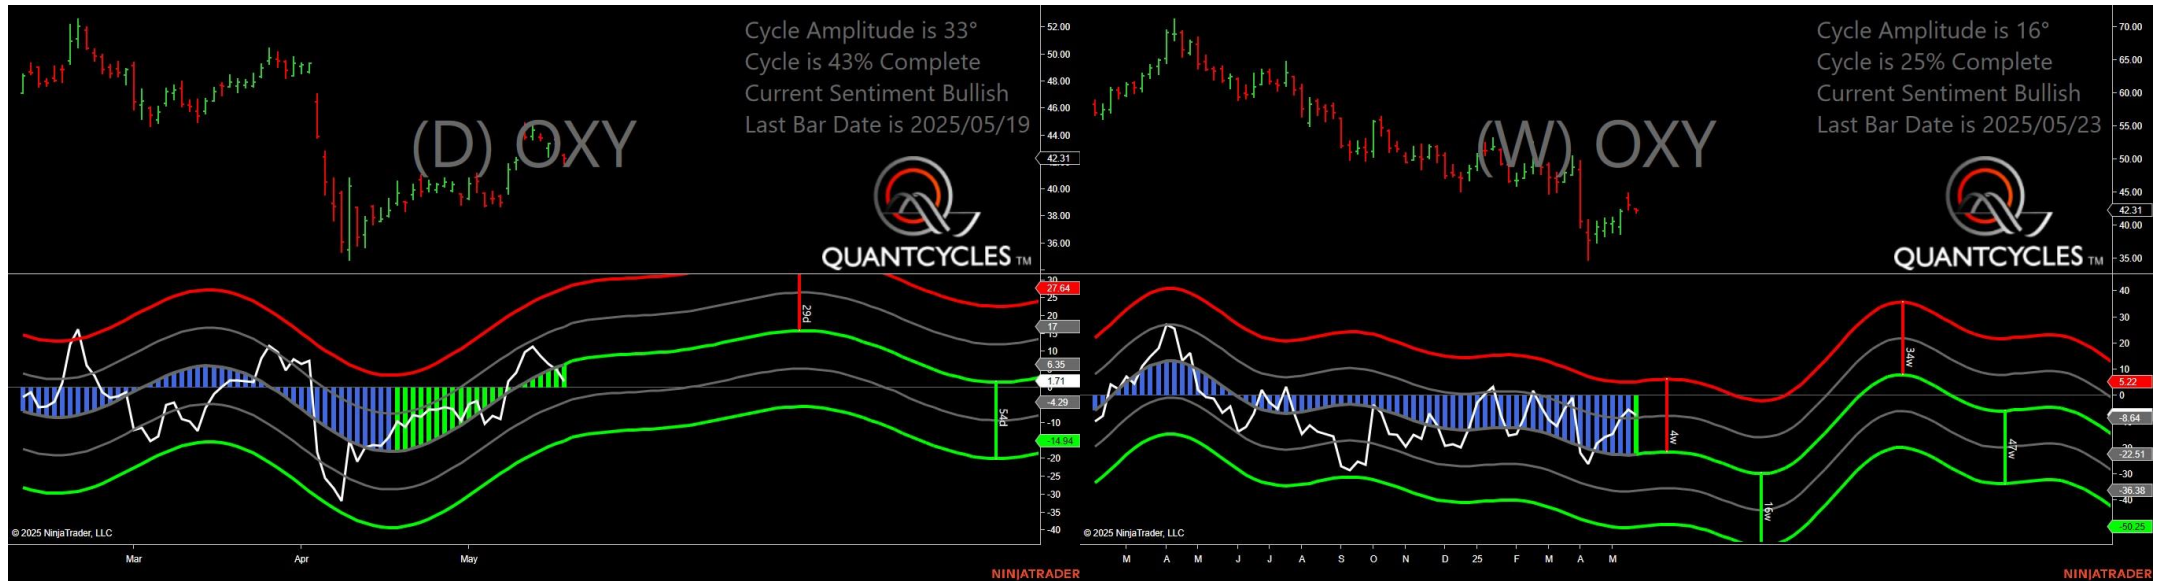 Cycle Amplitude is 33°
Cycle is 43% Complete
Current Sentiment Bullish
Last Bar Date is 2025/05/19
(D) OXY
QUANTCYCLES TM
52.00
50.00
48.00
46.00
44.00
42.31
40.00
38.00
36.00
30
27.64
25
20
17
15
10
6.35
1.71
-4.29
-10
-14.94
-20
-25
-30
-35
-40
29d
54d
© 2025 NinjaTrader, LLC
Mar
Apr
May
NINJATRADER
Cycle Amplitude is 16°
Cycle is 25% Complete
Current Sentiment Bullish
Last Bar Date is 2025/05/23
(W) OXY
QUANTCYCLES TM
70.00
65.00
60.00
55.00
50.00
45.00
42.31
40.00
35.00
40
30
20
10
5.22
0
-8.64
-22.51
-30
-36.38
-40
-50.25
4w
16w
34w
47w
© 2025 NinjaTrader, LLC
M A M J J A S O N D 25 F M A M
NINJATRADER